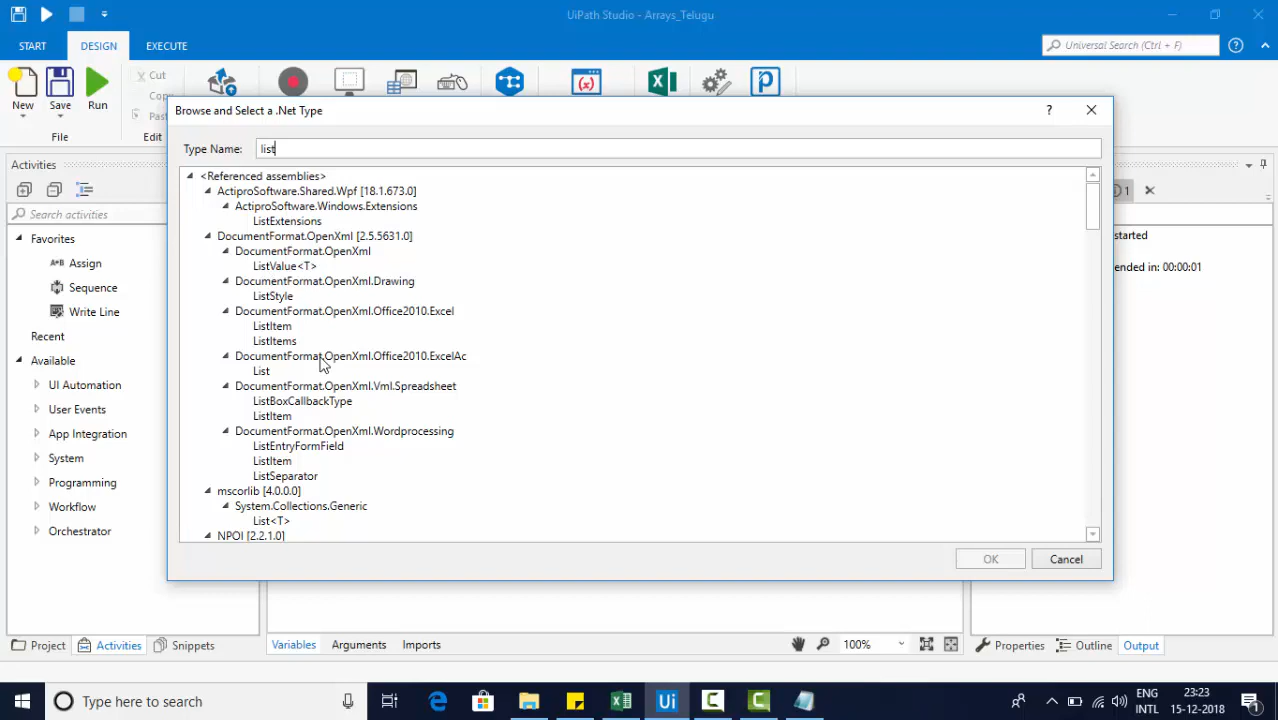 UiPath Studio - Arrays_Telugu
START
DESIGN
EXECUTE
Universal Search (Ctrl + F)
New
Save
Run
Cut
Edit
File
Browse and Select a .Net Type
Type Name:
list
<Referenced assemblies>
ActiproSoftware.Shared.Wpf [18.1.673.0]
ActiproSoftware.Windows.Extensions
ListExtensions
DocumentFormat.OpenXml [2.5.5631.0]
DocumentFormat.OpenXml
ListValue<T>
DocumentFormat.OpenXml.Drawing
ListStyle
DocumentFormat.OpenXml.Office2010.Excel
ListItem
ListItems
DocumentFormat.OpenXml.Office2010.ExcelAc
List
DocumentFormat.OpenXml.Vml.Spreadsheet
ListBoxCallbackType
ListItem
DocumentFormat.OpenXml.Wordprocessing
ListEntryFormField
ListItem
ListSeparator
mscorlib [4.0.0.0]
System.Collections.Generic
List<T>
NPOI [2.2.1.0]
OK
Cancel
Activities
Search activities
Favorites
Assign
Sequence
Write Line
Recent
Available
UI Automation
User Events
App Integration
System
Programming
Workflow
Orchestrator
1
started
ended in: 00:00:01
Project
Activities
Snippets
Variables
Arguments
Imports
100%
Properties
Outline
Output
Type here to search
ENG
INTL
23:23
15-12-2018